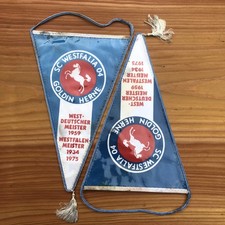 SC WESTFALIA 04
GOLDIN HERNE
WEST-
DEUTSCHER
MEISTER
1959
WESTFALEN-
MEISTER
1934
1975
WEST-
DEUTSCHER
MEISTER
1959
WESTFALEN-
MEISTER
1934
1975
SC WESTFALIA 04
GOLDIN HERNE